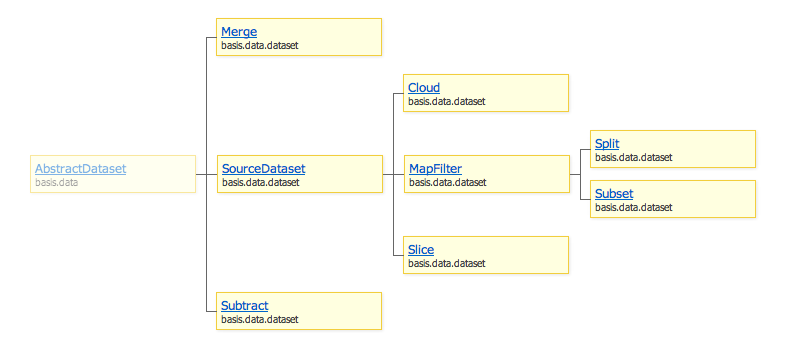 Merge
basis.data.dataset
Cloud
basis.data.dataset
Split
basis.data.dataset
AbstractDataset
basis.data
SourceDataset
basis.data.dataset
MapFilter
basis.data.dataset
Subset
basis.data.dataset
Slice
basis.data.dataset
Subtract
basis.data.dataset